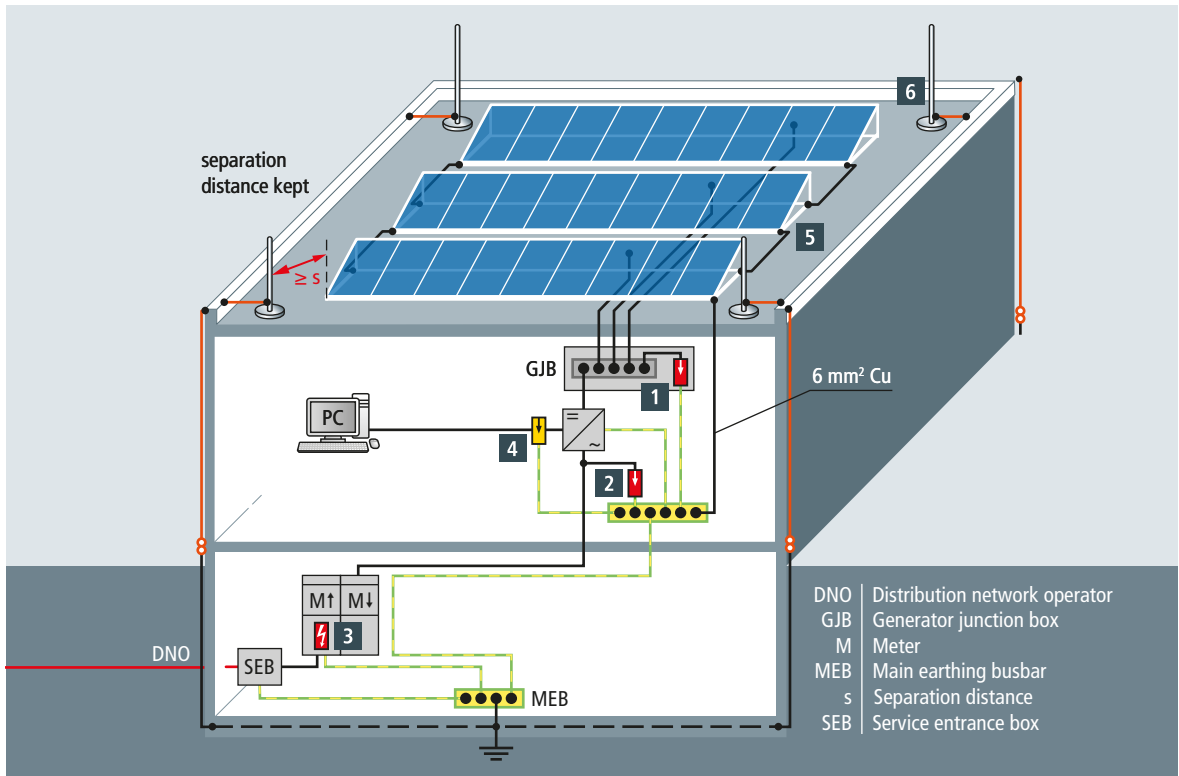 6
separation
distance kept
≥ s
5
GJB
1
6 mm² Cu
PC
4
2
M↑ M↓
3
DNO
SEB
MEB
=
~
DNO Distribution network operator
GJB Generator junction box
M Meter
MEB Main earthing busbar
s Separation distance
SEB Service entrance box